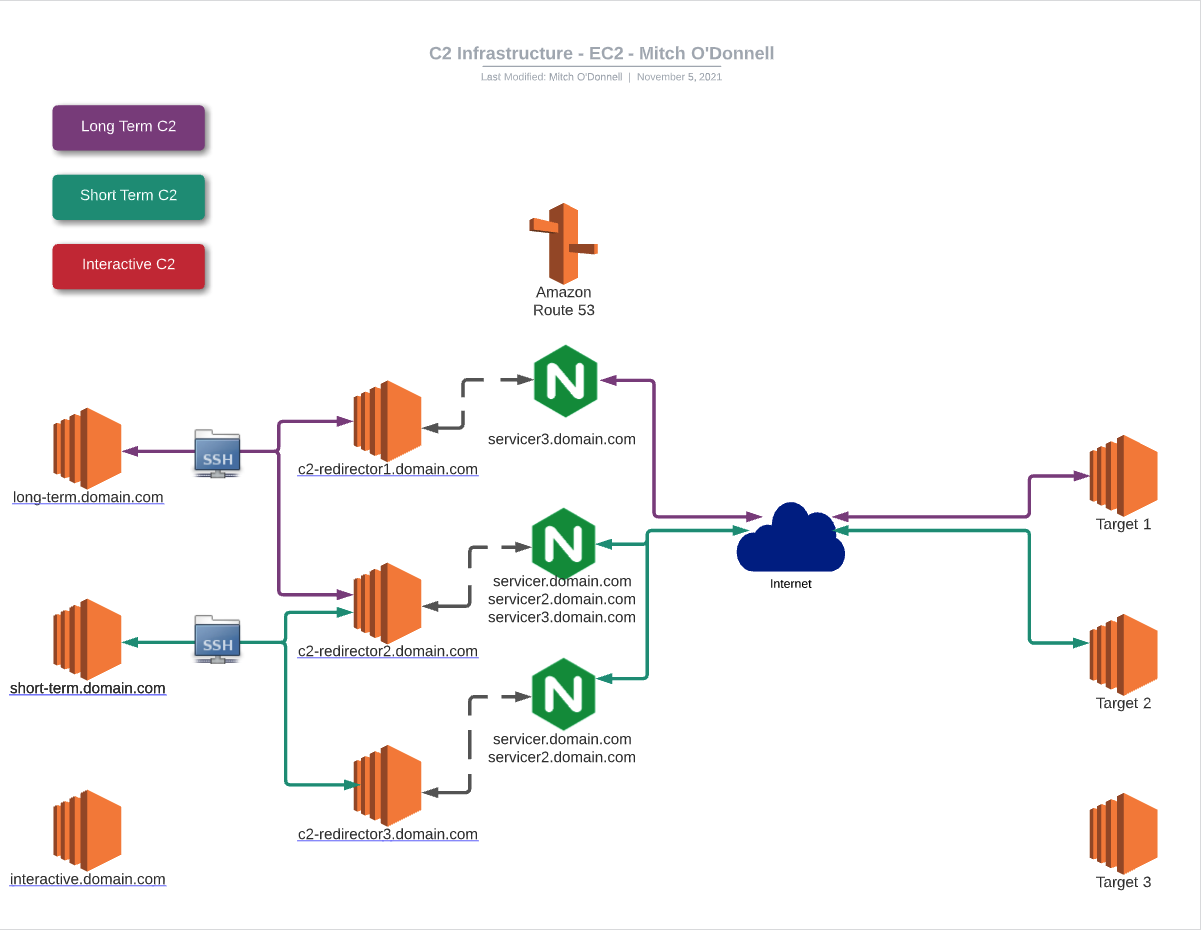 C2 Infrastructure - EC2 - Mitch O'Donnell
Last Modified: Mitch O'Donnell | November 5, 2021
Long Term C2
Short Term C2
Interactive C2
Amazon
Route 53
N
servicer3.domain.com
SSH
c2-redirector1.domain.com
long-term.domain.com
Target 1
N
servicer.domain.com
servicer2.domain.com
servicer3.domain.com
Internet
SSH
c2-redirector2.domain.com
short-term.domain.com
Target 2
N
servicer.domain.com
servicer2.domain.com
c2-redirector3.domain.com
interactive.domain.com
Target 3